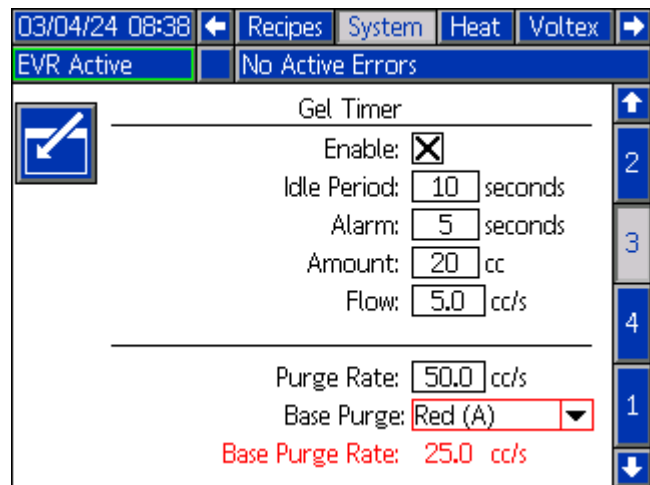 03/04/24 08:38 Recipes System Heat Voltex
EVR Active No Active Errors
Gel Timer
Enable:
2
Idle Period: 10 seconds
Alarm: 5 seconds
3
Amount: 20 cc
Flow: 5.0 cc/s
4
Purge Rate: 50.0 cc/s
Base Purge: Red (A)
1
Base Purge Rate: 25.0 cc/s